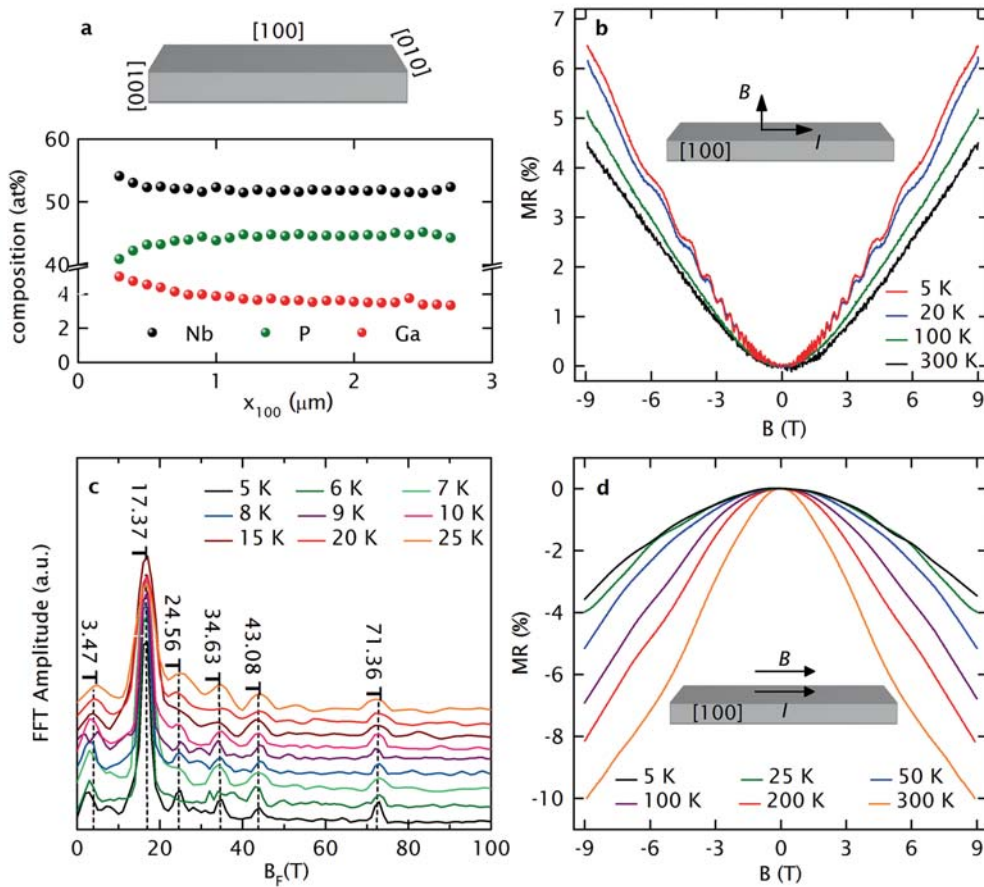 a
[100]
[010]
[001]
60
50
40
4
2
0
composition (at%)
Nb P Ga
0 1 2 3
x100 (μm)
b
7
6
5
4
3
2
1
0
MR (%)
B
I
[100]
5 K
20 K
100 K
300 K
-9 -6 -3 0 3 6 9
B (T)
c
5 K 6 K 7 K
8 K 9 K 10 K
15 K 20 K 25 K
3.47 T
17.37 T
24.56 T
34.63 T
43.08 T
71.36 T
FFT Amplitude (a.u.)
0 20 40 60 80 100
BF(T)
d
0
-2
-4
-6
-8
-10
MR (%)
B
[100]
I
5 K 25 K 50 K
100 K 200 K 300 K
-9 -6 -3 0 3 6 9
B (T)